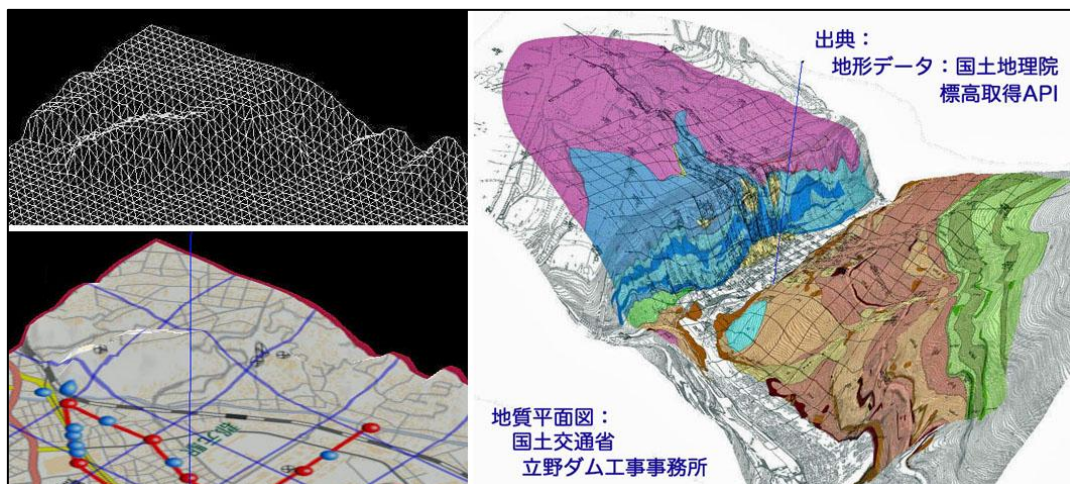 出典：
地形データ：国土地理院
標高取得API
地質平面図：
国土交通省
立野ダム工事事務所